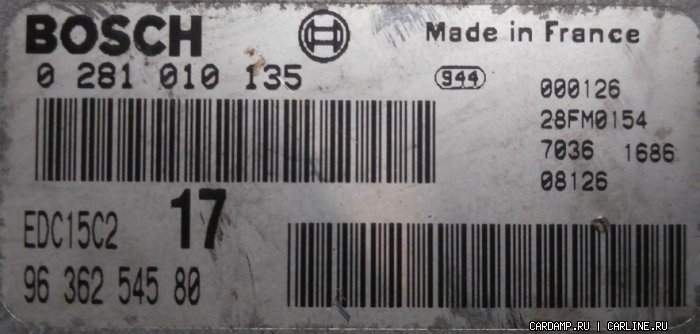 BOSCH Made in France
0 281 010 135 944 000126
28FM0154
7036 1686
08126
EDC15C2 17
96 362 545 80
CARDAMP.RU | CARLINE.RU